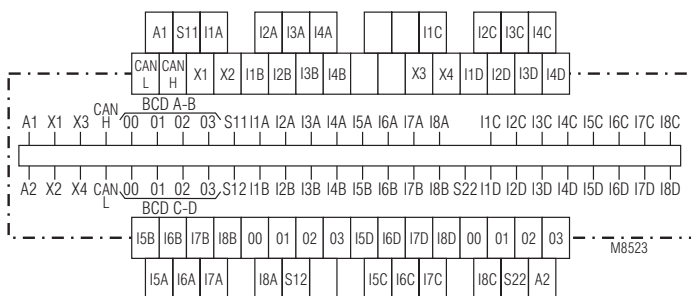 A1 S11 I1A I2A I3A I4A I1C I2C I3C I4C
CAN L CAN H X1 X2 I1B I2B I3B I4B X3 X4 I1D I2D I3D I4D
BCD A-B
A1 X1 X3 CAN H 00 01 02 03 S11 I1A I2A I3A I4A I5A I6A I7A I8A I1C I2C I3C I4C I5C I6C I7C I8C
A2 X2 X4 CAN L 00 01 02 03 S12 I1B I2B I3B I4B I5B I6B I7B I8B S22 I1D I2D I3D I4D I5D I6D I7D I8D
BCD C-D
I5B I6B I7B I8B 00 01 02 03 I5D I6D I7D I8D 00 01 02 03
M8523
I5A I6A I7A I8A S12 I5C I6C I7C I8C S22 A2